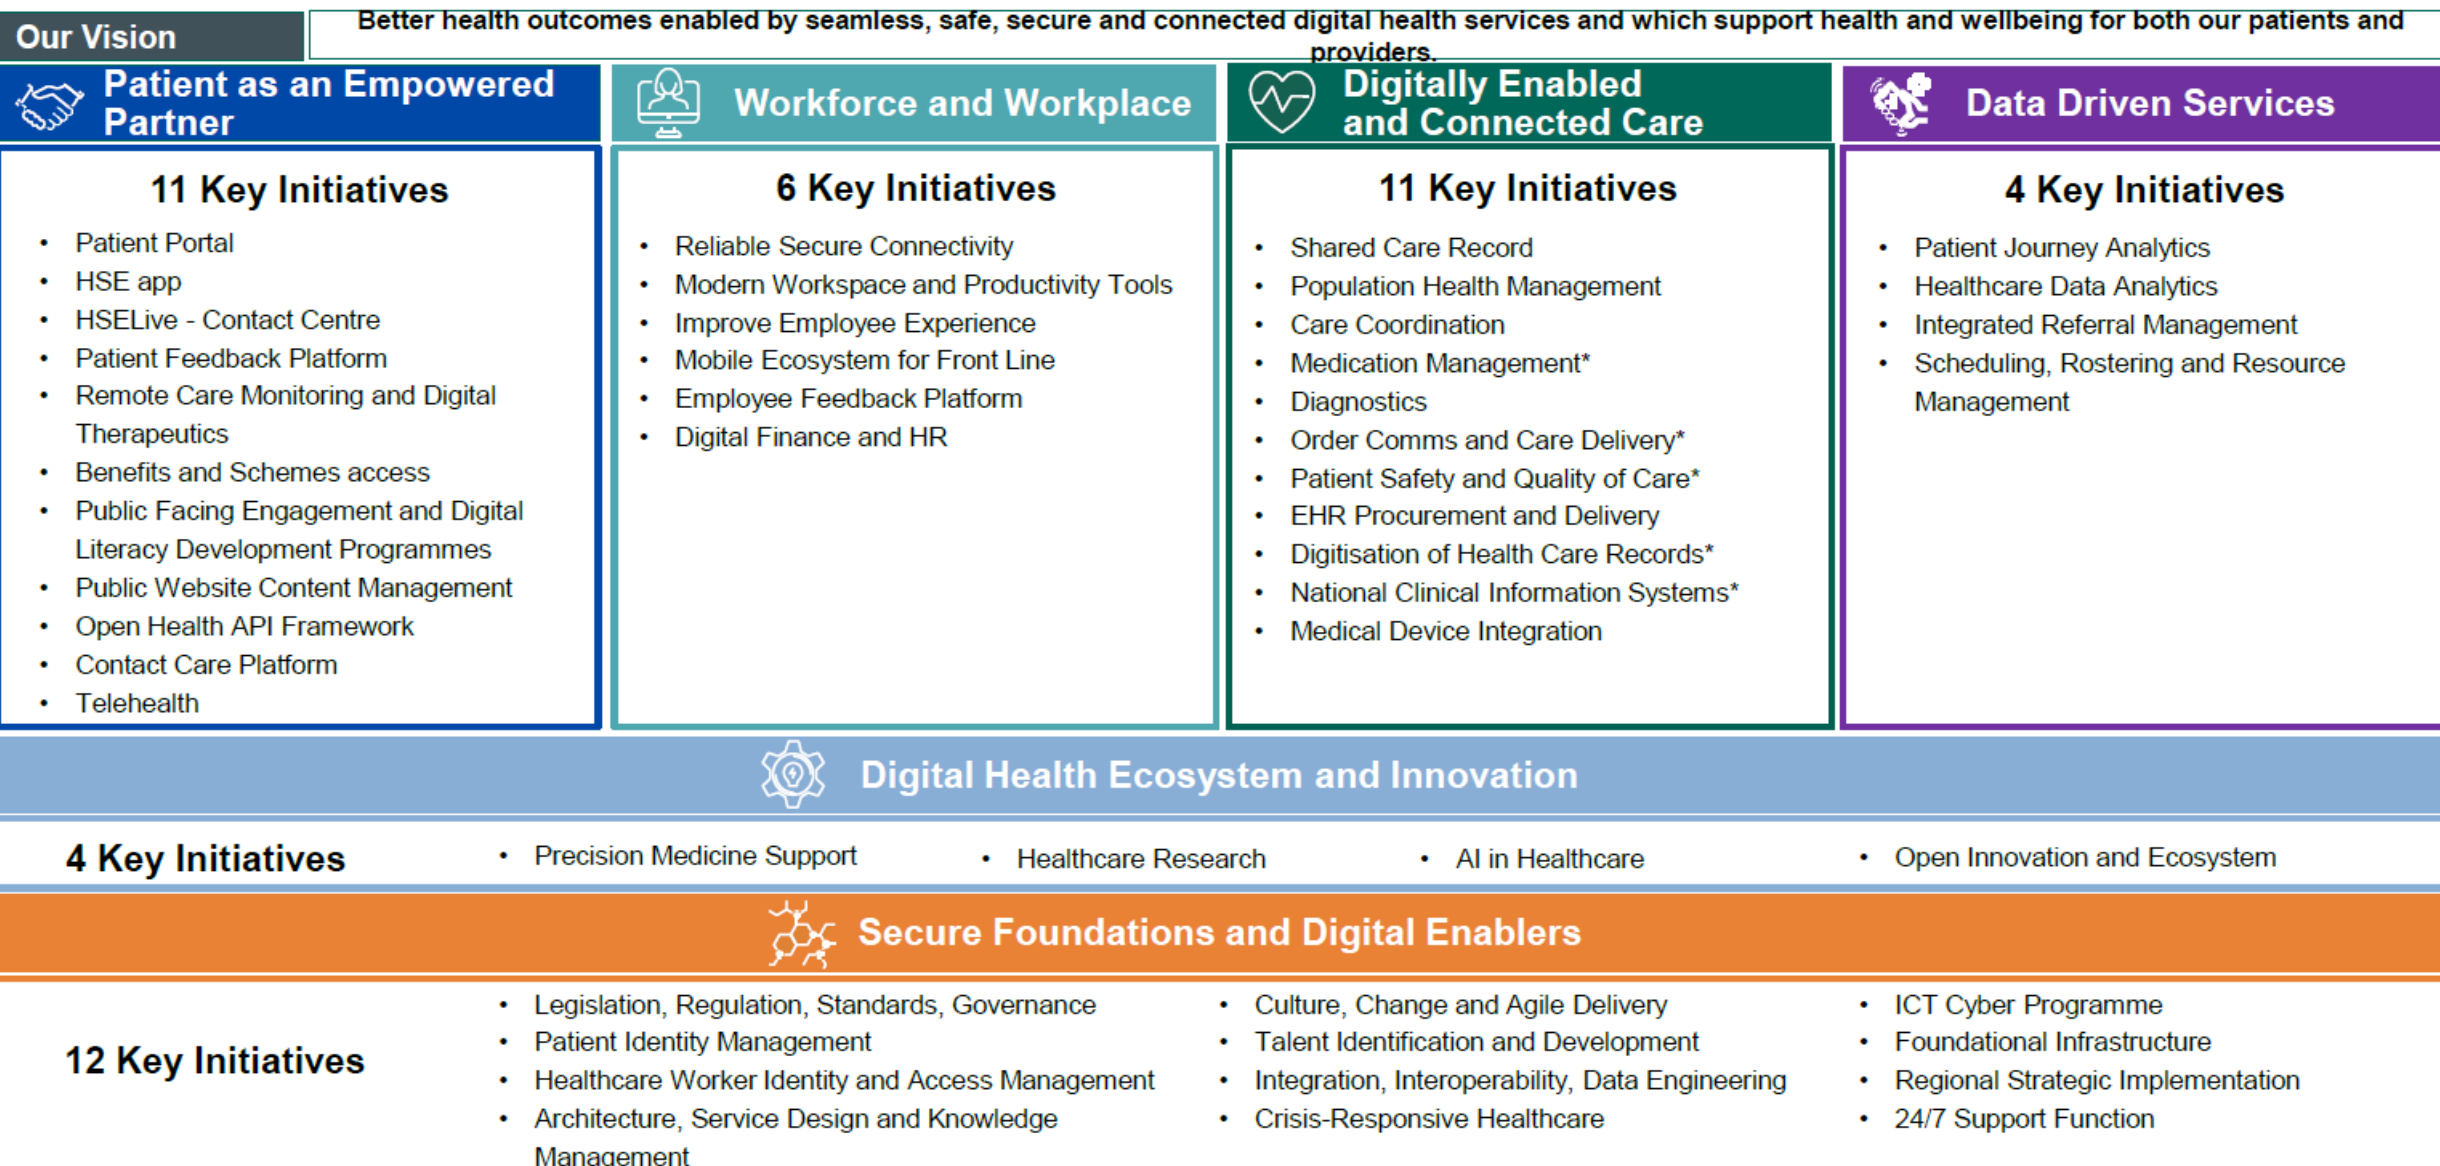 Our Vision
Better health outcomes enabled by seamless, safe, secure and connected digital health services and which support health and wellbeing for both our patients and
providers.
Patient as an Empowered
Partner
11 Key Initiatives
• Patient Portal
• HSE app
• HSELive - Contact Centre
• Patient Feedback Platform
• Remote Care Monitoring and Digital
Therapeutics
• Benefits and Schemes access
• Public Facing Engagement and Digital
Literacy Development Programmes
• Public Website Content Management
• Open Health API Framework
• Contact Care Platform
• Telehealth
Workforce and Workplace
6 Key Initiatives
• Reliable Secure Connectivity
• Modern Workspace and Productivity Tools
• Improve Employee Experience
• Mobile Ecosystem for Front Line
• Employee Feedback Platform
• Digital Finance and HR
Digitally Enabled
and Connected Care
11 Key Initiatives
• Shared Care Record
• Population Health Management
• Care Coordination
• Medication Management*
• Diagnostics
• Order Comms and Care Delivery*
• Patient Safety and Quality of Care*
• EHR Procurement and Delivery
• Digitisation of Health Care Records*
• National Clinical Information Systems*
• Medical Device Integration
Data Driven Services
4 Key Initiatives
• Patient Journey Analytics
• Healthcare Data Analytics
• Integrated Referral Management
• Scheduling, Rostering and Resource
Management
Digital Health Ecosystem and Innovation
4 Key Initiatives
• Precision Medicine Support
• Healthcare Research
• AI in Healthcare
• Open Innovation and Ecosystem
Secure Foundations and Digital Enablers
12 Key Initiatives
• Legislation, Regulation, Standards, Governance
• Patient Identity Management
• Healthcare Worker Identity and Access Management
• Architecture, Service Design and Knowledge
Management
• Culture, Change and Agile Delivery
• Talent Identification and Development
• Integration, Interoperability, Data Engineering
• Crisis-Responsive Healthcare
• ICT Cyber Programme
• Foundational Infrastructure
• Regional Strategic Implementation
• 24/7 Support Function